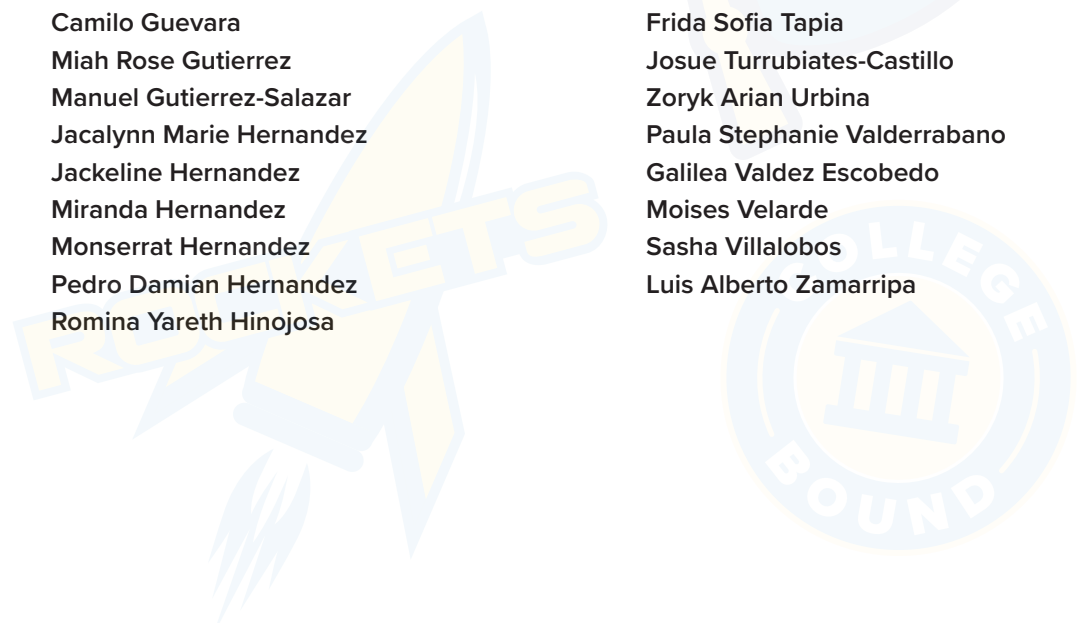 Camilo Guevara
Miah Rose Gutierrez
Manuel Gutierrez-Salazar
Jacalynn Marie Hernandez
Jackeline Hernandez
Miranda Hernandez
Monserrat Hernandez
Pedro Damian Hernandez
Romina Yareth Hinojosa
Frida Sofia Tapia
Josue Turrubiates-Castillo
Zoryk Arian Urbina
Paula Stephanie Valderrabano
Galilea Valdez Escobedo
Moises Velarde
Sasha Villalobos
Luis Alberto Zamarripa
ROCKETS
COLLEGE
BOUND